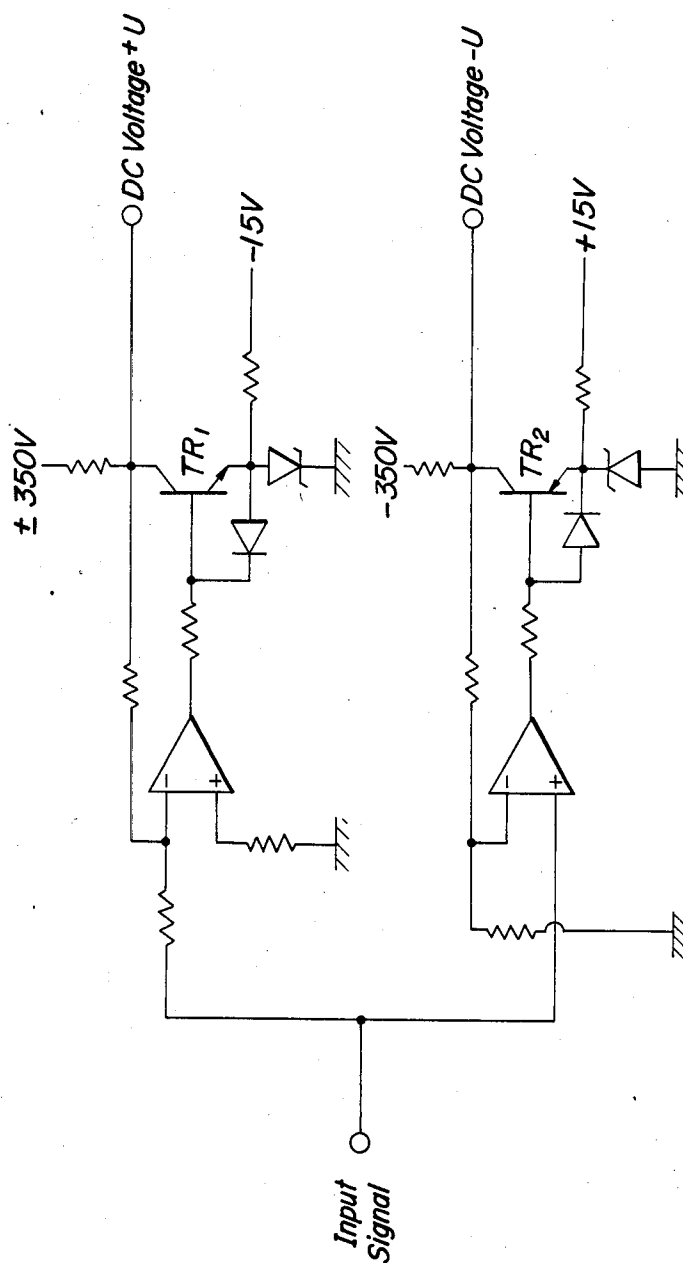 ± 350V
DC Voltage + U
TR1
-15V
-
+
-350V
DC Voltage - U
TR2
+15V
-
+
Input
Signal